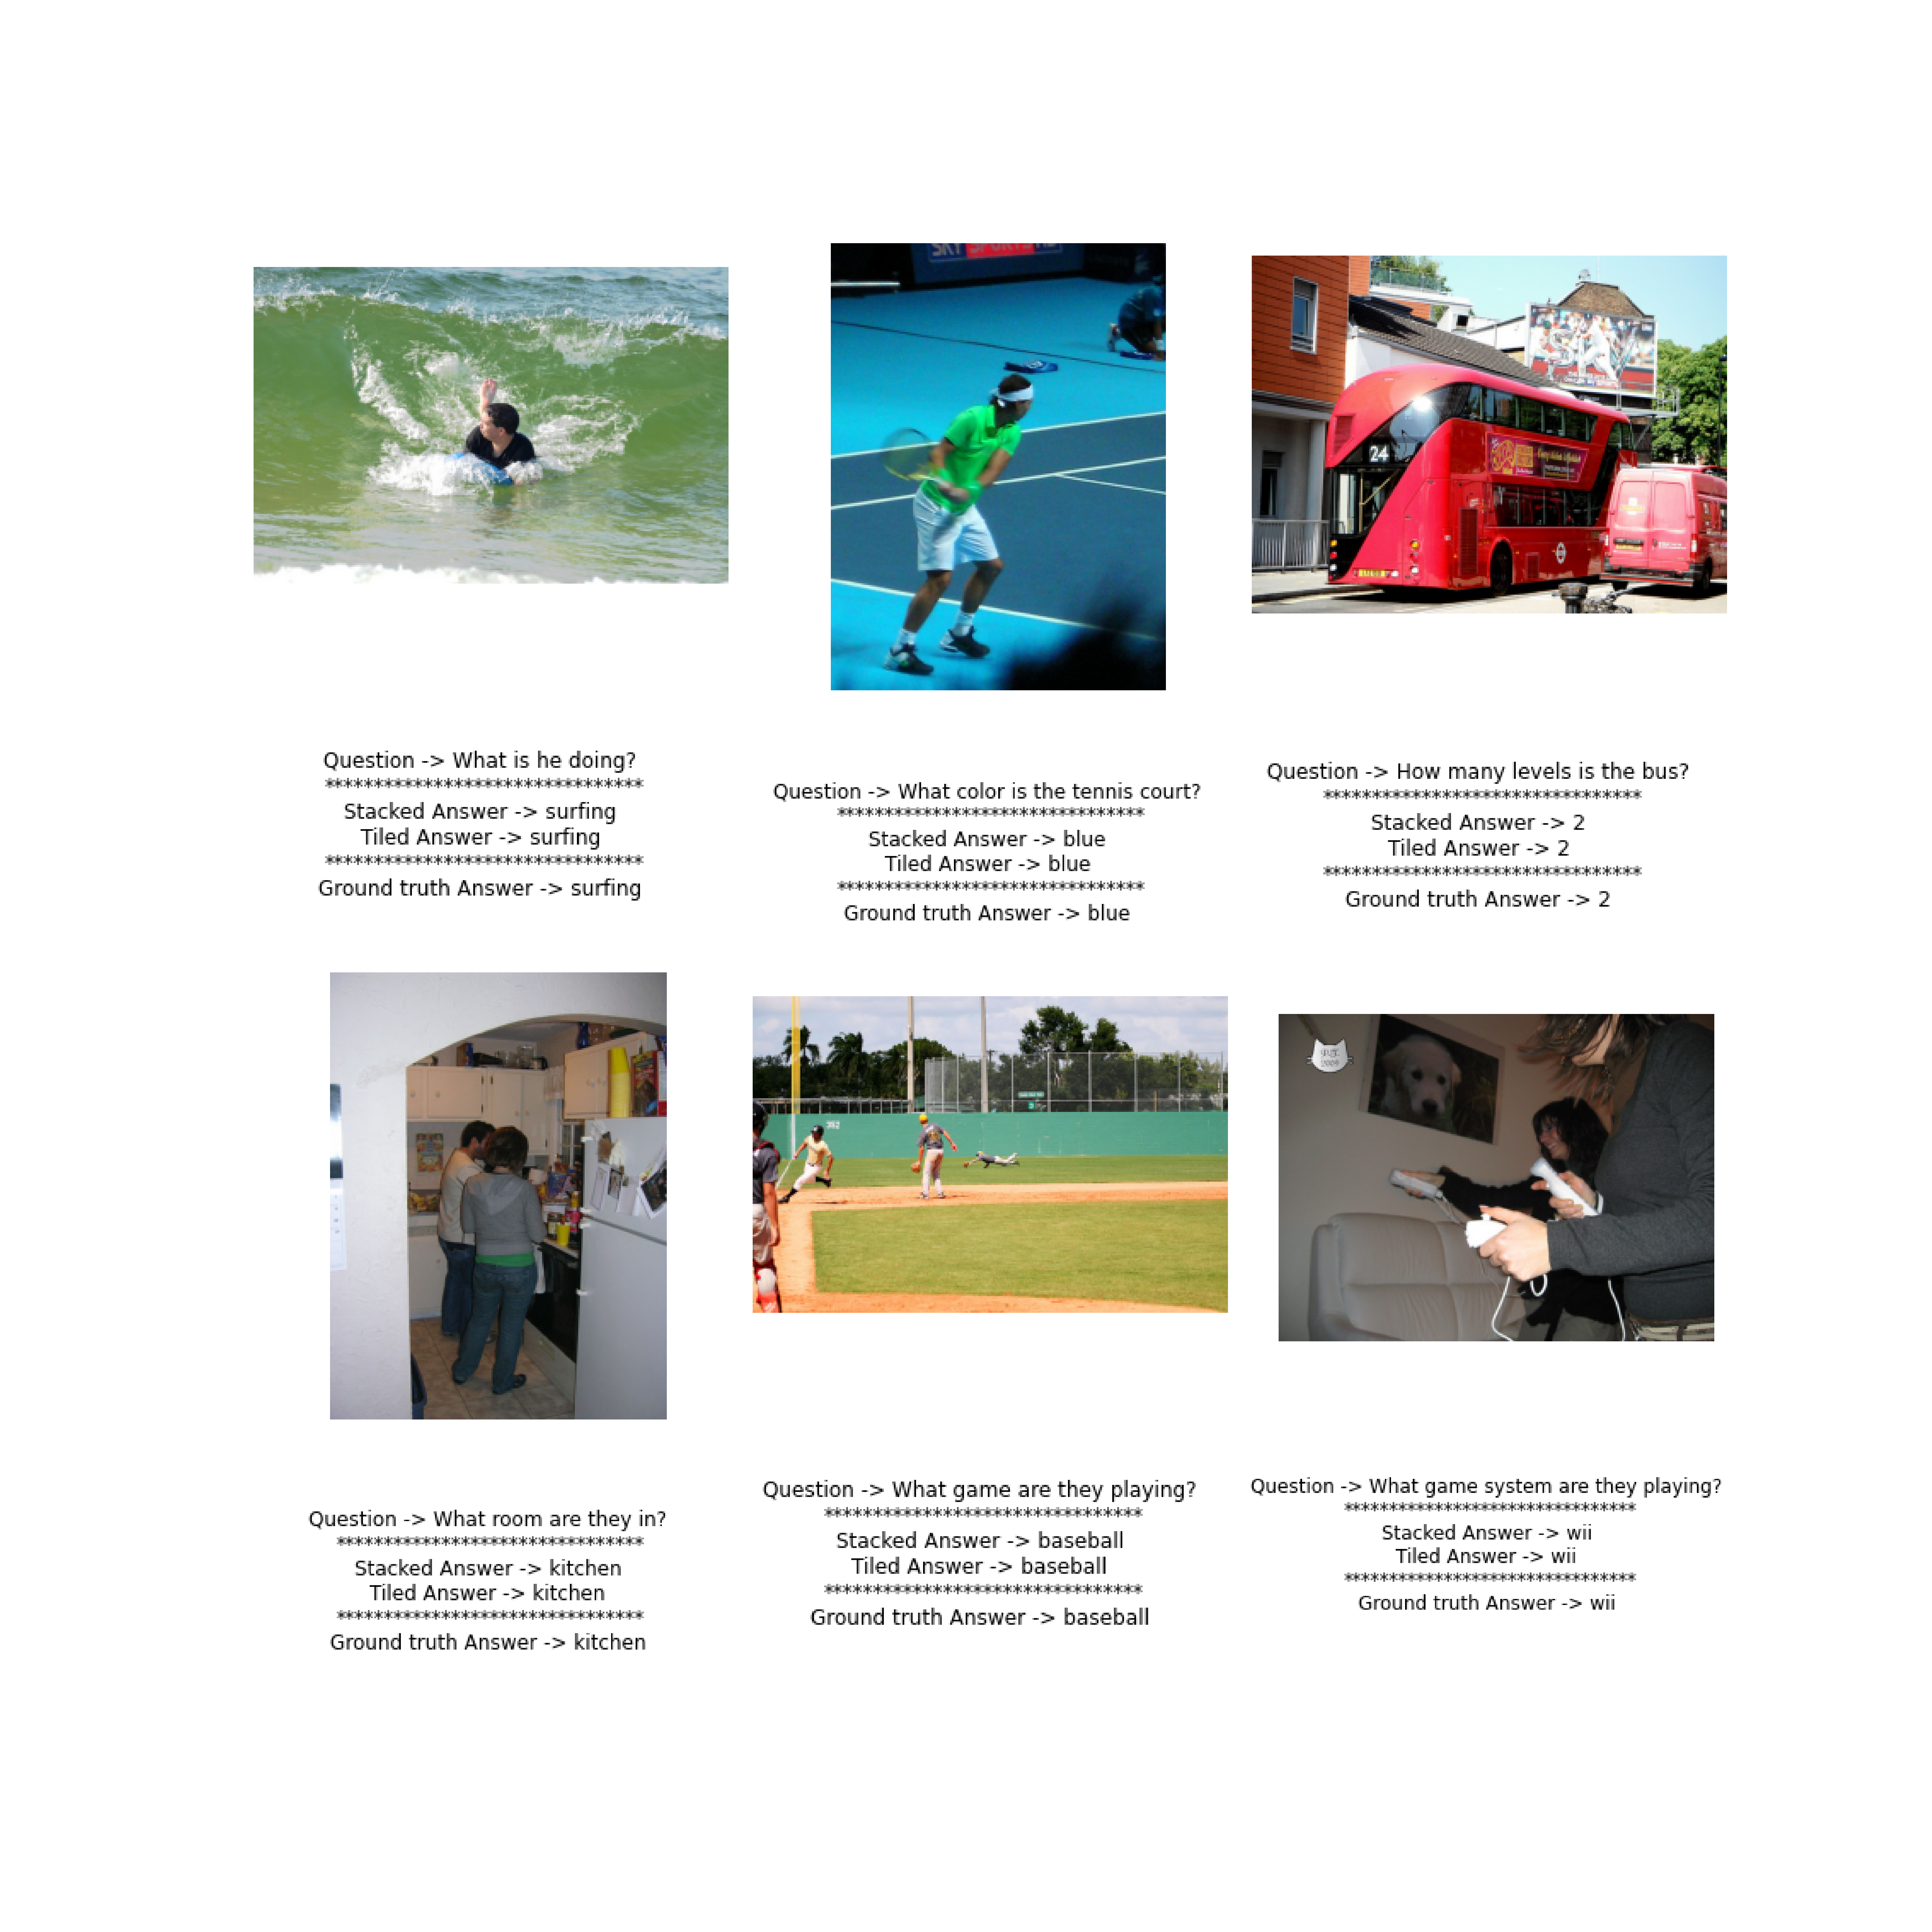 SKY SPORTS HD
24
Question -> What is he doing?
********************************
Stacked Answer -> surfing
Tiled Answer -> surfing
********************************
Ground truth Answer -> surfing
Question -> What color is the tennis court?
********************************
Stacked Answer -> blue
Tiled Answer -> blue
********************************
Ground truth Answer -> blue
Question -> How many levels is the bus?
********************************
Stacked Answer -> 2
Tiled Answer -> 2
********************************
Ground truth Answer -> 2
352
2009
Question -> What room are they in?
********************************
Stacked Answer -> kitchen
Tiled Answer -> kitchen
********************************
Ground truth Answer -> kitchen
Question -> What game are they playing?
********************************
Stacked Answer -> baseball
Tiled Answer -> baseball
********************************
Ground truth Answer -> baseball
Question -> What game system are they playing?
********************************
Stacked Answer -> wii
Tiled Answer -> wii
********************************
Ground truth Answer -> wii